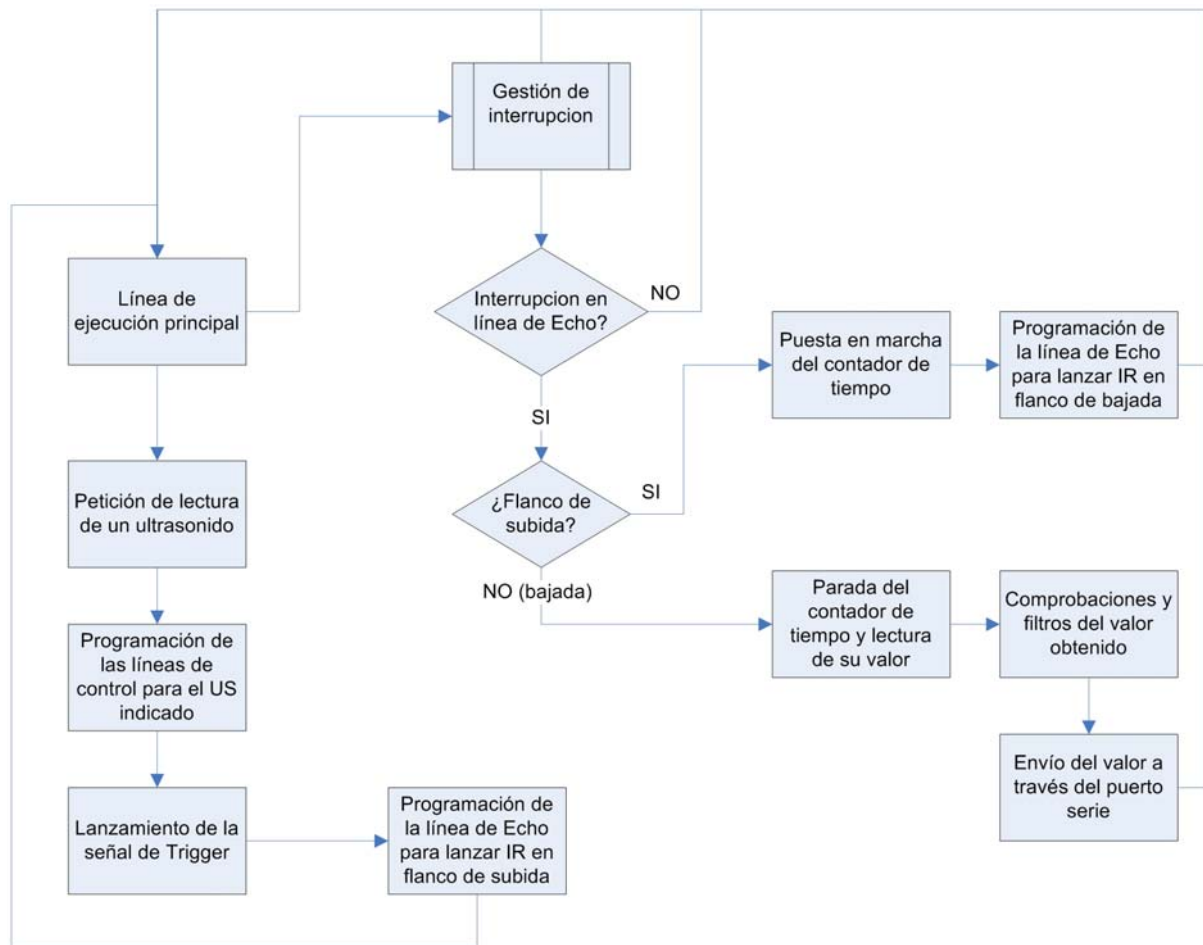 Gestión de
interrupcion
Línea de
ejecución principal
Interrupcion en
línea de Echo?
NO
SI
Puesta en marcha
del contador de
tiempo
Programación de
la línea de Echo
para lanzar IR en
flanco de bajada
Petición de lectura
de un ultrasonido
¿Flanco de
subida?
SI
NO (bajada)
Parada del
contador de
tiempo y lectura
de su valor
Comprobaciones y
filtros del valor
obtenido
Programación de
las líneas de
control para el US
indicado
Envío del valor a
través del puerto
serie
Lanzamiento de la
señal de Trigger
Programación de
la línea de Echo
para lanzar IR en
flanco de subida